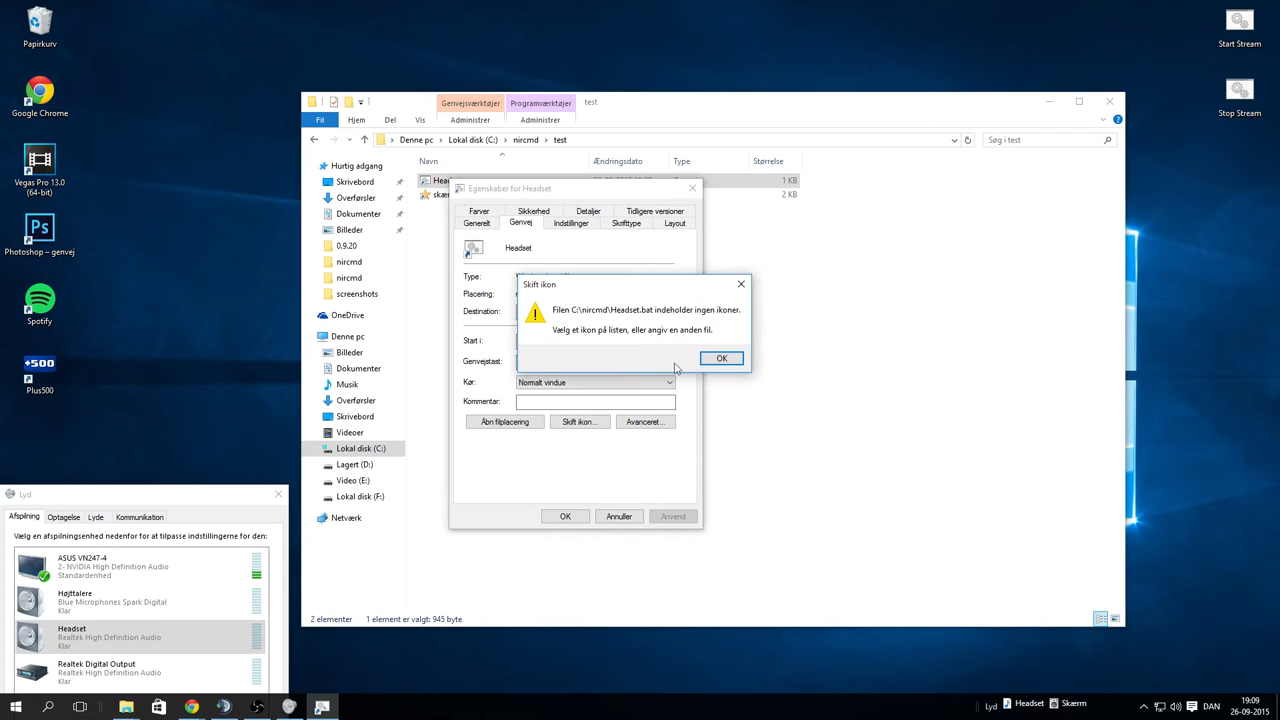 Papirkurv
Google Chrome
Vegas Pro 13.0
(64-bit)
Photoshop – genvej
Spotify
+500
Plus500
Start Stream
Stop Stream
Genvejsværktøjer
Programværktøjer
test
Fil
Hjem
Del
Vis
Administrer
Administrer
Denne pc
Lokal disk (C:)
nircmd
test
Søg i test
Navn
Ændringsdato
Type
Størrelse
1 KB
2 KB
Hurtig adgang
Skrivebord
Overførsler
Dokumenter
Billeder
0.9.20
nircmd
nircmd
screenshots
OneDrive
Denne pc
Billeder
Dokumenter
Musik
Overførsler
Skrivebord
Videoer
Lokal disk (C:)
Lagert (D:)
Video (E:)
Lokal disk (F:)
Netværk
2 elementer
1 element er valgt: 945 byte
Egenskaber for Headset
Farver
Sikkerhed
Detaljer
Tidligere versioner
Generelt
Genvej
Indstillinger
Skrifttype
Layout
Headset
Type:
Placering:
Destination:
Start i:
Genvejstast:
Kør:
Normalt vindue
Kommentar:
Åbn filplacering
Skift ikon...
Avanceret...
OK
Annuller
Anvend
Skift ikon
Filen C:\nircmd\Headset.bat indeholder ingen ikoner.
Vælg et ikon på listen, eller angiv en anden fil.
OK
Lyd
Afspilning
Optagelse
Lyde
Kommunikation
Vælg en afspilningsenhed nedenfor for at tilpasse indstillingerne for den:
ASUS VN247-4
2- NVIDIA High Definition Audio
Standardenhed
Højttalere
Blue Microphones Spark Digital
Klar
Headset
Realtek High Definition Audio
Klar
Realtek Digital Output
Realtek High Definition Audio
Klar
Lyd
Headset
Skærm
DAN
19:09
26-09-2015